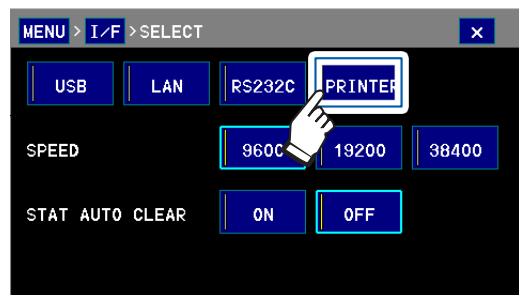 MENU > I/F >SELECT x
USB LAN RS232C PRINTER
SPEED 9600 19200 38400
STAT AUTO CLEAR ON OFF